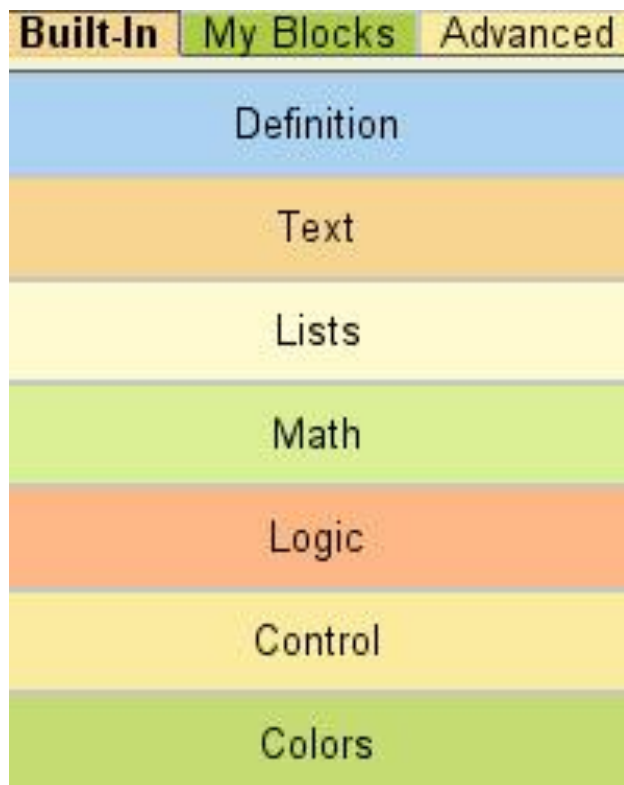 Built-In My Blocks Advanced
Definition
Text
Lists
Math
Logic
Control
Colors